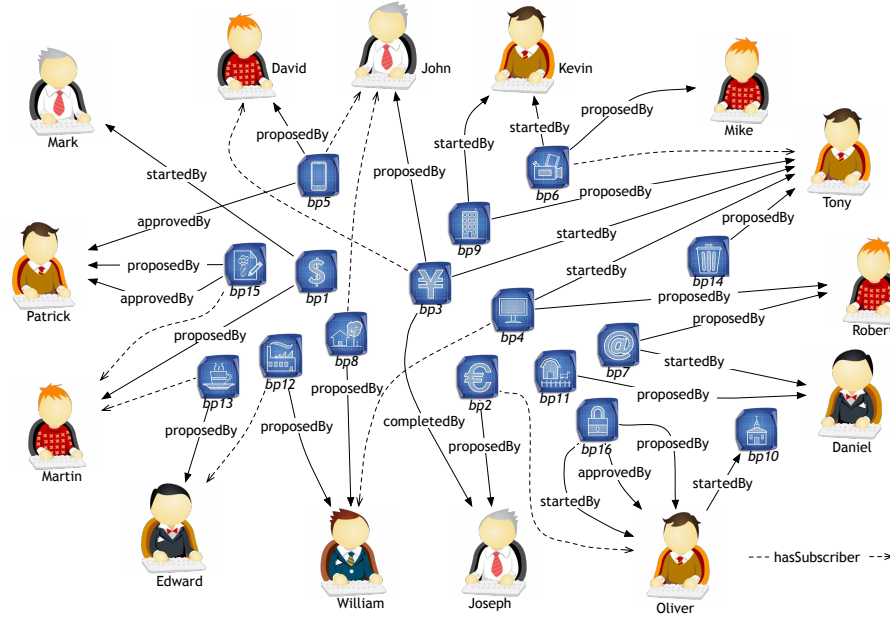 David
John
Kevin
Mark
Mike
proposedBy
startedBy
proposedBy
startedBy
proposedBy
startedBy
bp5
bp6
Tony
approvedBy
proposedBy
proposedBy
startedBy
bp9
proposedBy
Patrick
approvedBy
bp15
bp1
bp3
startedBy
bp14
proposedBy
Robert
bp4
proposedBy
proposedBy
bp8
bp7
startedBy
bp13
bp12
proposedBy
bp2
bp11
proposedBy
Martin
proposedBy
proposedBy
completedBy
proposedBy
bp16
proposedBy
bp10
Daniel
approvedBy
startedBy
startedBy
Edward
William
Joseph
Oliver
hasSubscriber